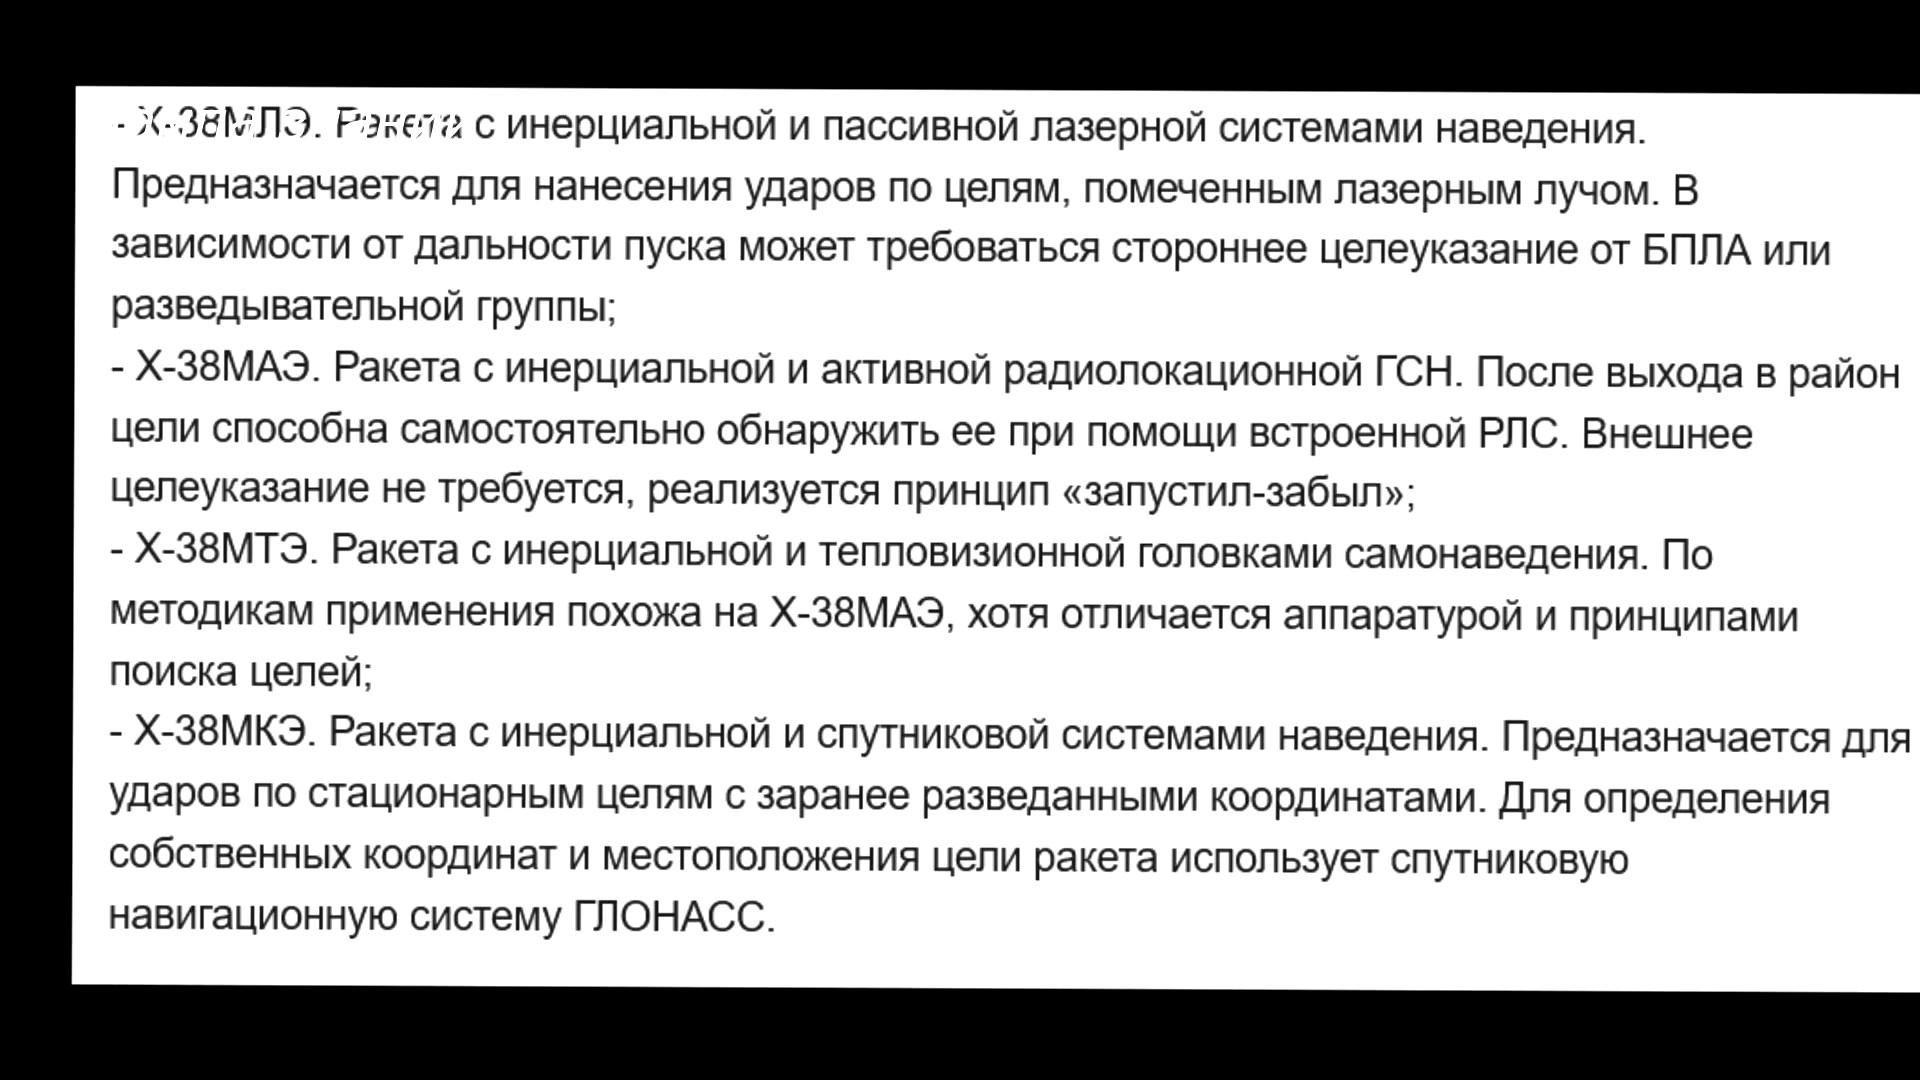 - Х-38МЛЭ. Ракета с инерциальной и пассивной лазерной системами наведения.
Предназначается для нанесения ударов по целям, помеченным лазерным лучом. В
зависимости от дальности пуска может требоваться стороннее целеуказание от БПЛА или
разведывательной группы;
- Х-38МАЭ. Ракета с инерциальной и активной радиолокационной ГСН. После выхода в район
цели способна самостоятельно обнаружить ее при помощи встроенной РЛС. Внешнее
целеуказание не требуется, реализуется принцип «запустил-забыл»;
- Х-38МТЭ. Ракета с инерциальной и тепловизионной головками самонаведения. По
методикам применения похожа на Х-38МАЭ, хотя отличается аппаратурой и принципами
поиска целей;
- Х-38МКЭ. Ракета с инерциальной и спутниковой системами наведения. Предназначается для
ударов по стационарным целям с заранее разведанными координатами. Для определения
собственных координат и местоположения цели ракета использует спутниковую
навигационную систему ГЛОНАСС.